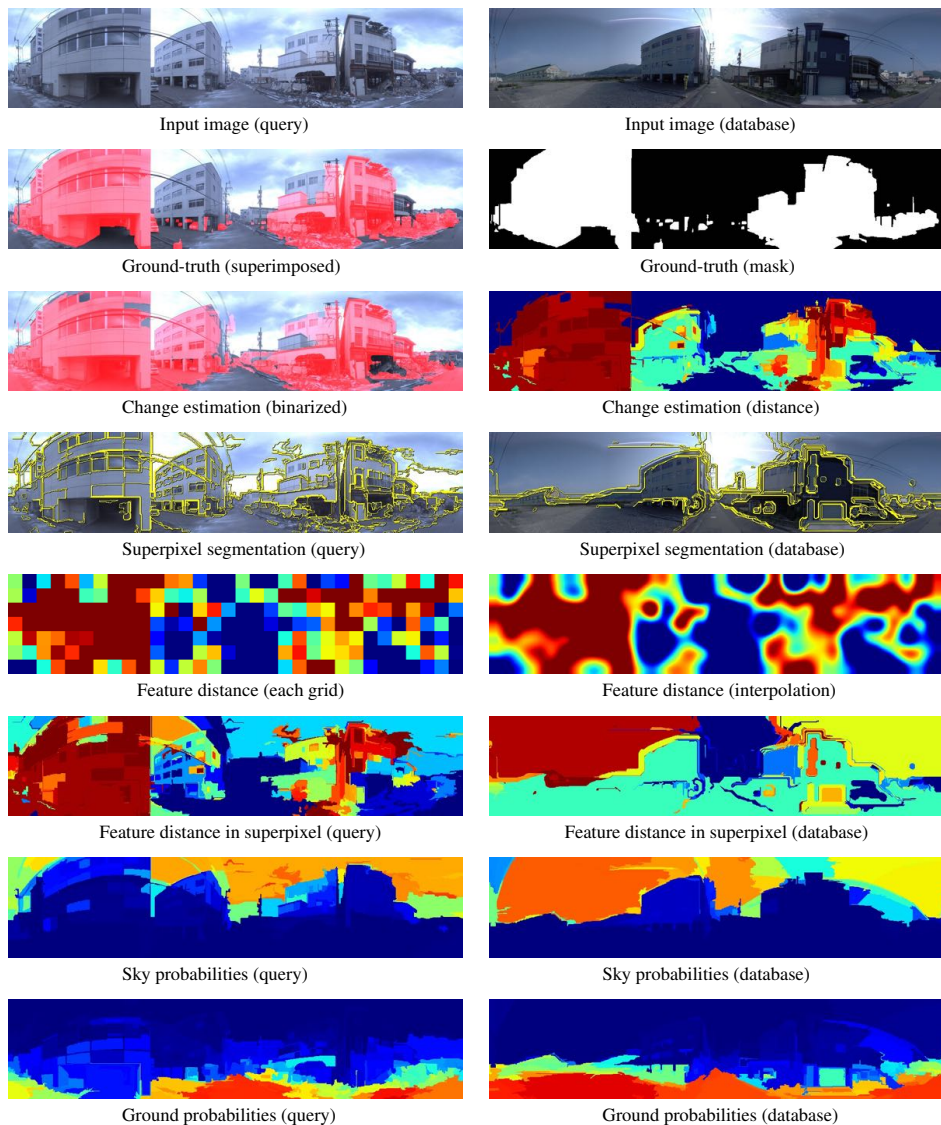 Input image (query)
Input image (database)
Ground-truth (superimposed)
Ground-truth (mask)
Change estimation (binarized)
Change estimation (distance)
Superpixel segmentation (query)
Superpixel segmentation (database)
Feature distance (each grid)
Feature distance (interpolation)
Feature distance in superpixel (query)
Feature distance in superpixel (database)
Sky probabilities (query)
Sky probabilities (database)
Ground probabilities (query)
Ground probabilities (database)